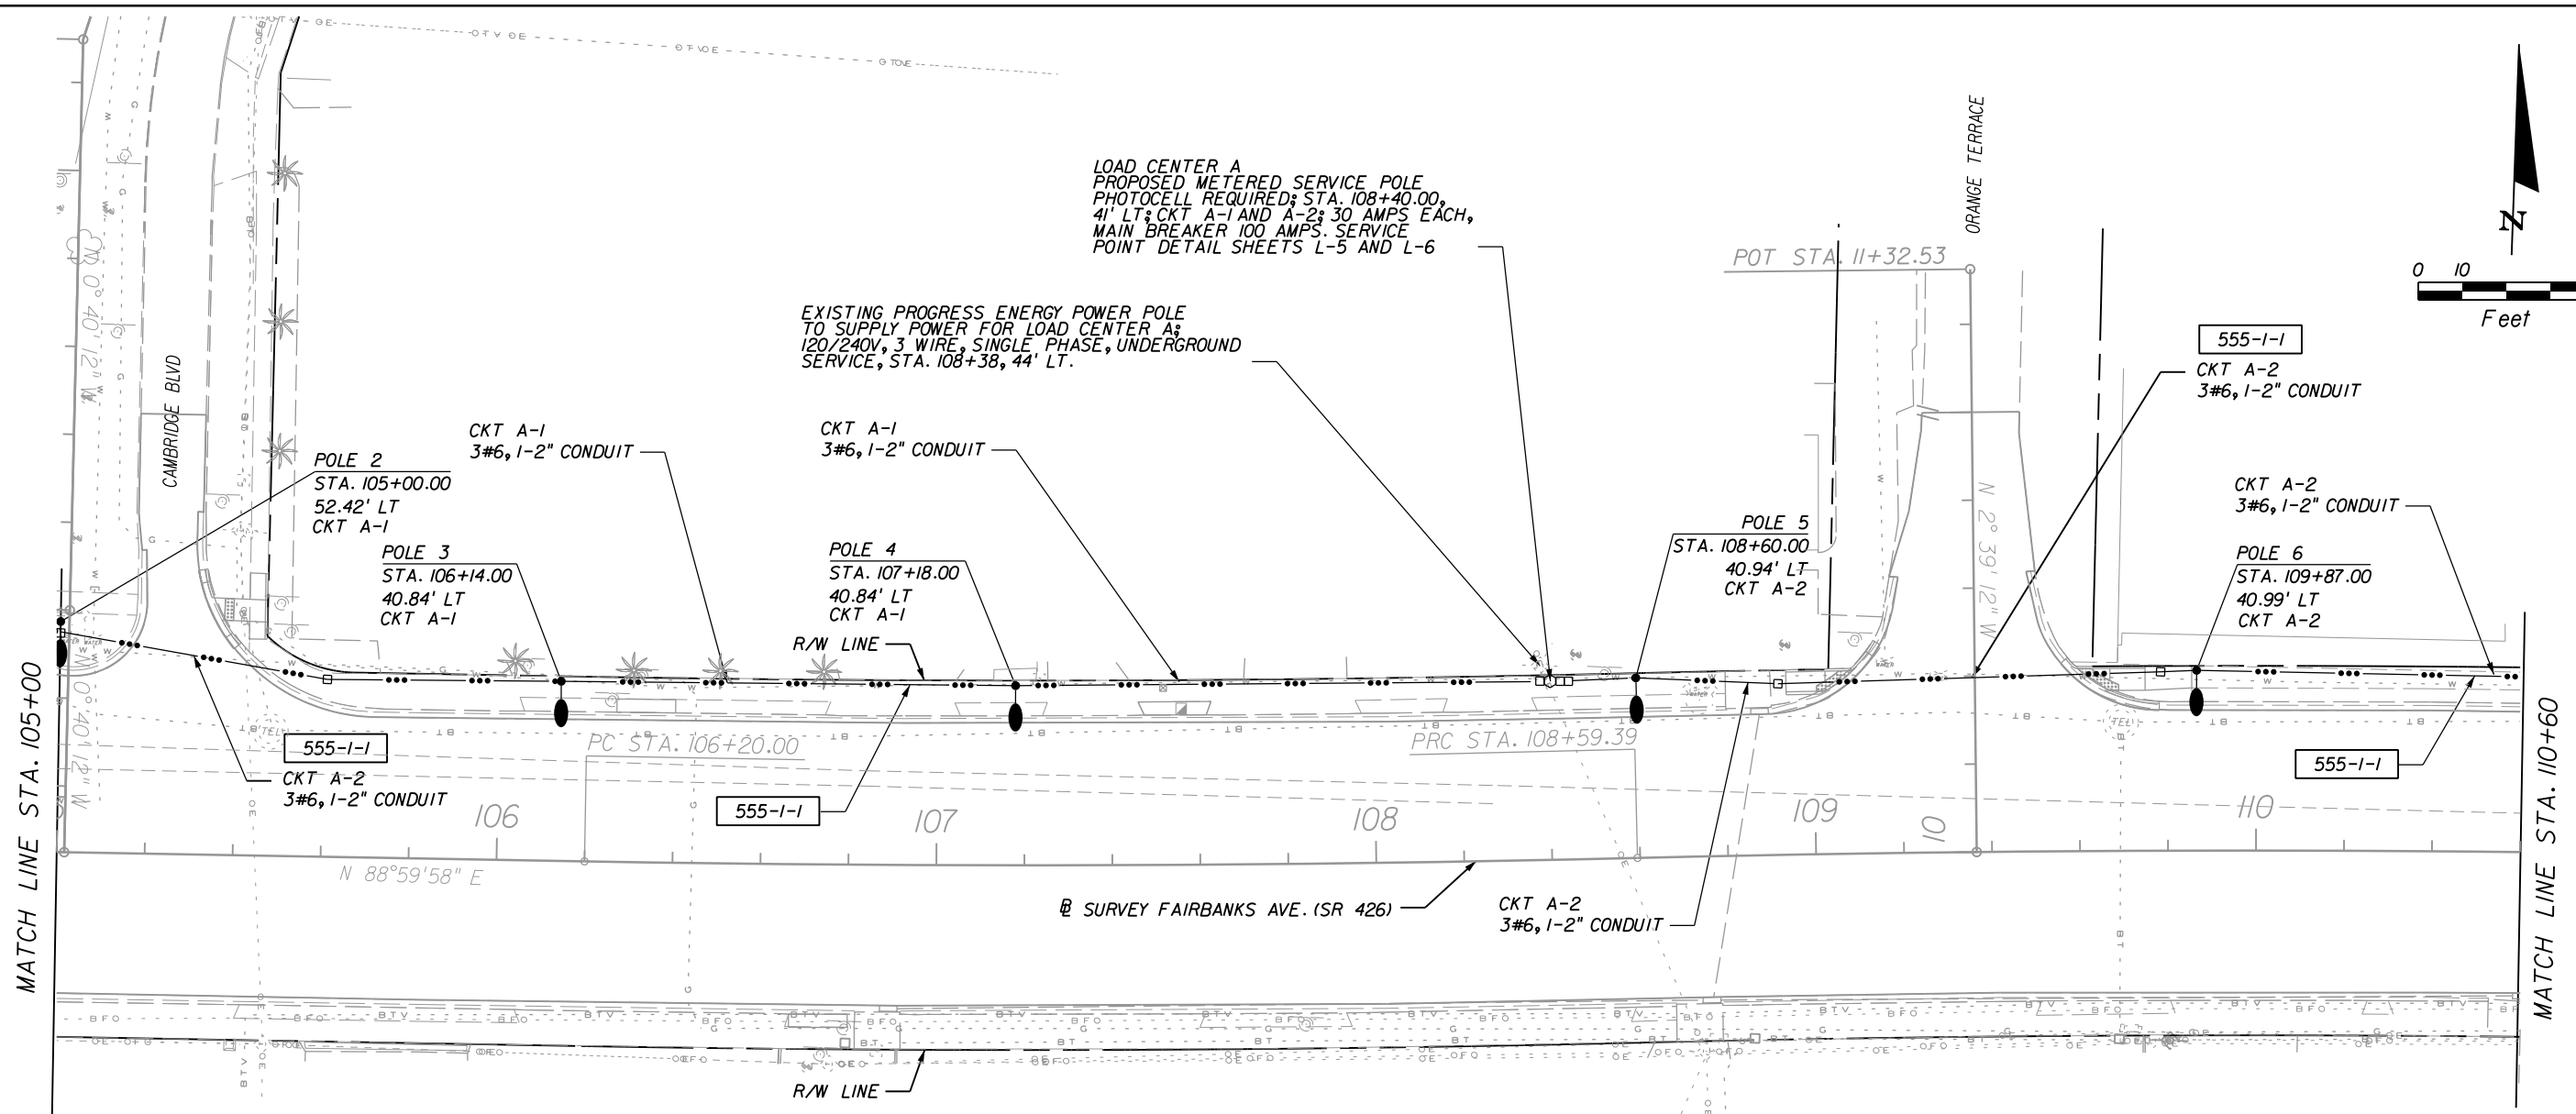 LOAD CENTER A
PROPOSED METERED SERVICE POLE
PHOTOCELL REQUIRED; STA. 108+40.00,
41' LT; CKT A-1 AND A-2; 30 AMPS EACH,
MAIN BREAKER 100 AMPS. SERVICE
POINT DETAIL SHEETS L-5 AND L-6
ORANGE TERRACE
N
0 10
Feet
POT STA. 11+32.53
EXISTING PROGRESS ENERGY POWER POLE
TO SUPPLY POWER FOR LOAD CENTER A;
120/240V, 3 WIRE, SINGLE PHASE, UNDERGROUND
SERVICE, STA. 108+38, 44' LT.
555-1-1
CKT A-2
3#6, 1-2" CONDUIT
CAMBRIDGE BLVD
N 0° 40' 12" W
CKT A-1
3#6, 1-2" CONDUIT
CKT A-1
3#6, 1-2" CONDUIT
POLE 2
STA. 105+00.00
52.42' LT
CKT A-1
POLE 3
STA. 106+14.00
40.84' LT
CKT A-1
POLE 4
STA. 107+18.00
40.84' LT
CKT A-1
R/W LINE
POLE 5
STA. 108+60.00
40.94' LT
CKT A-2
N 2° 39' 12" W
CKT A-2
3#6, 1-2" CONDUIT
POLE 6
STA. 109+87.00
40.99' LT
CKT A-2
MATCH LINE STA. 105+00
N 0° 40' 12" W
555-1-1
CKT A-2
3#6, 1-2" CONDUIT
PC STA. 106+20.00
555-1-1
PRC STA. 108+59.39
555-1-1
106
107
108
109
10
110
N 88°59'58" E
SURVEY FAIRBANKS AVE. (SR 426)
CKT A-2
3#6, 1-2" CONDUIT
MATCH LINE STA. 110+60
R/W LINE